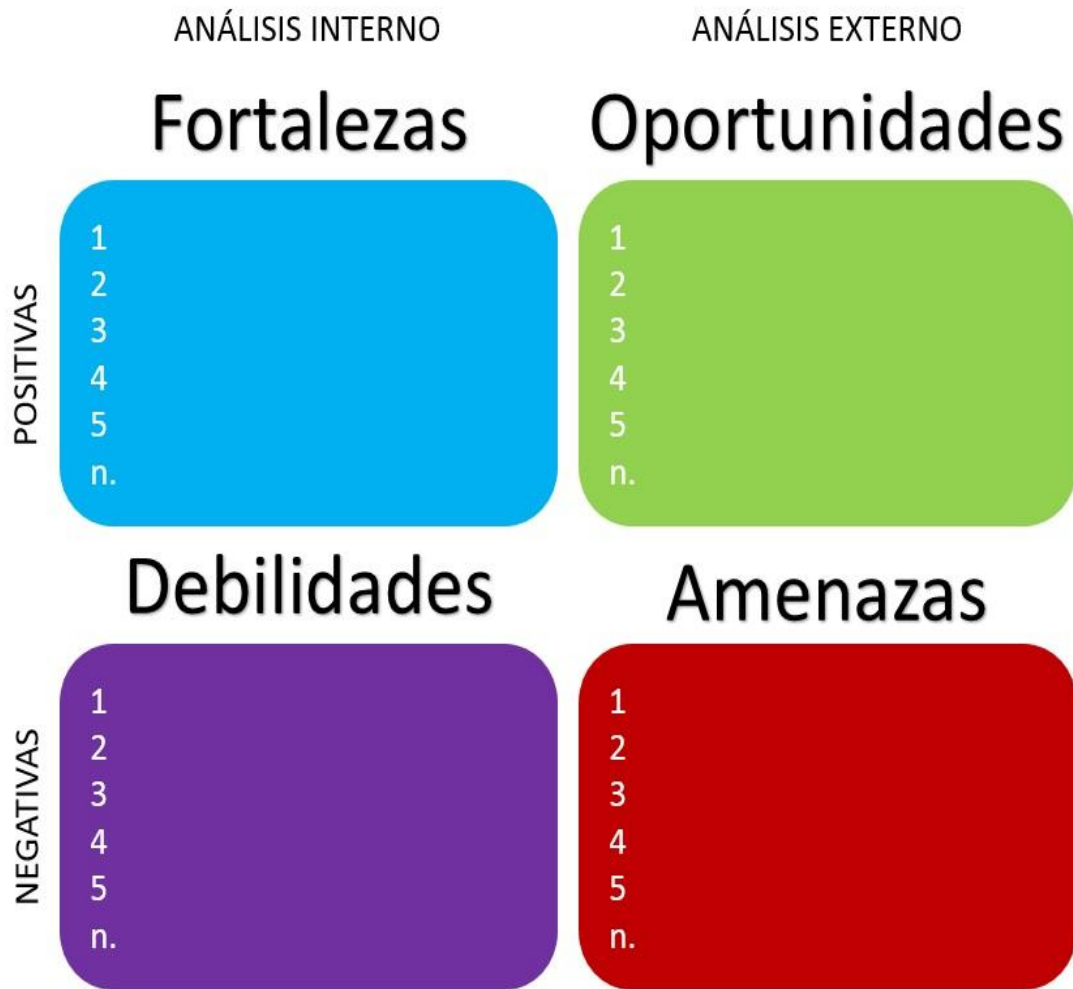 ANÁLISIS INTERNO
ANÁLISIS EXTERNO
Fortalezas
Oportunidades
POSITIVAS
1
2
3
4
5
n.
1
2
3
4
5
n.
Debilidades
Amenazas
NEGATIVAS
1
2
3
4
5
n.
1
2
3
4
5
n.